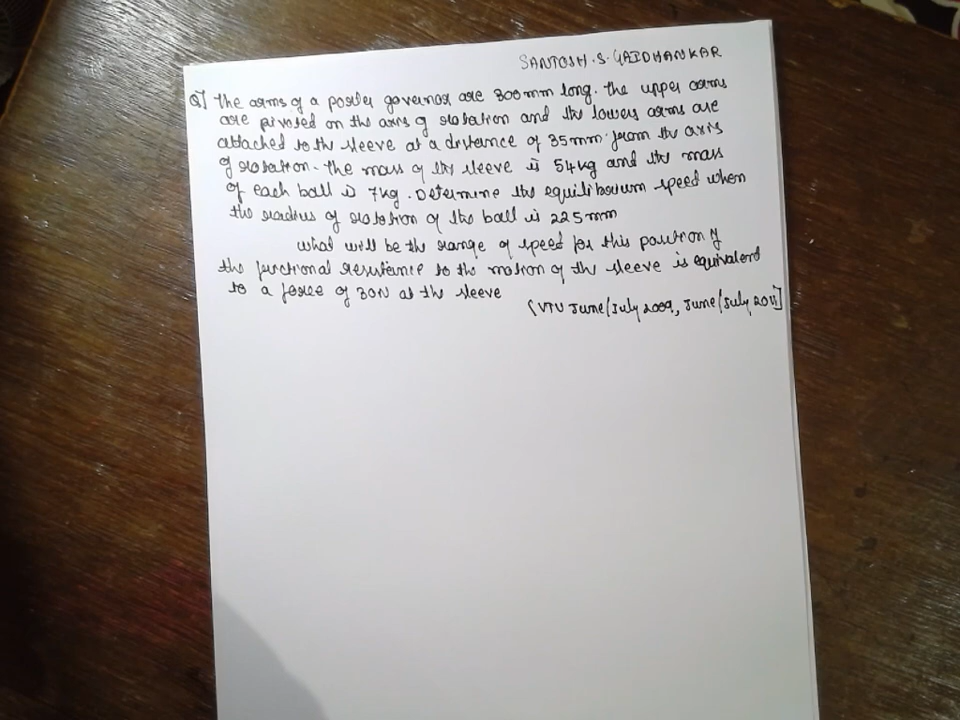 SANTOSH.S.GAIDHANKAR
Q] The arms of a porter governor are 300mm long. the upper arms
are pivoted on the axis of rotation and the lower arms are
attached to the sleeve at a distance of 35mm from the axis
of rotation. the mass of the sleeve is 54kg and the mass
of each ball is 7kg. Determine the equilibrium speed when
the radius of rotation of the ball is 225mm
what will be the range of speed for this position if
the frictional resistance to the motion of the sleeve is equivalent
to a force of 30N at the sleeve
[VTU June/July 2009, June/July 2011]